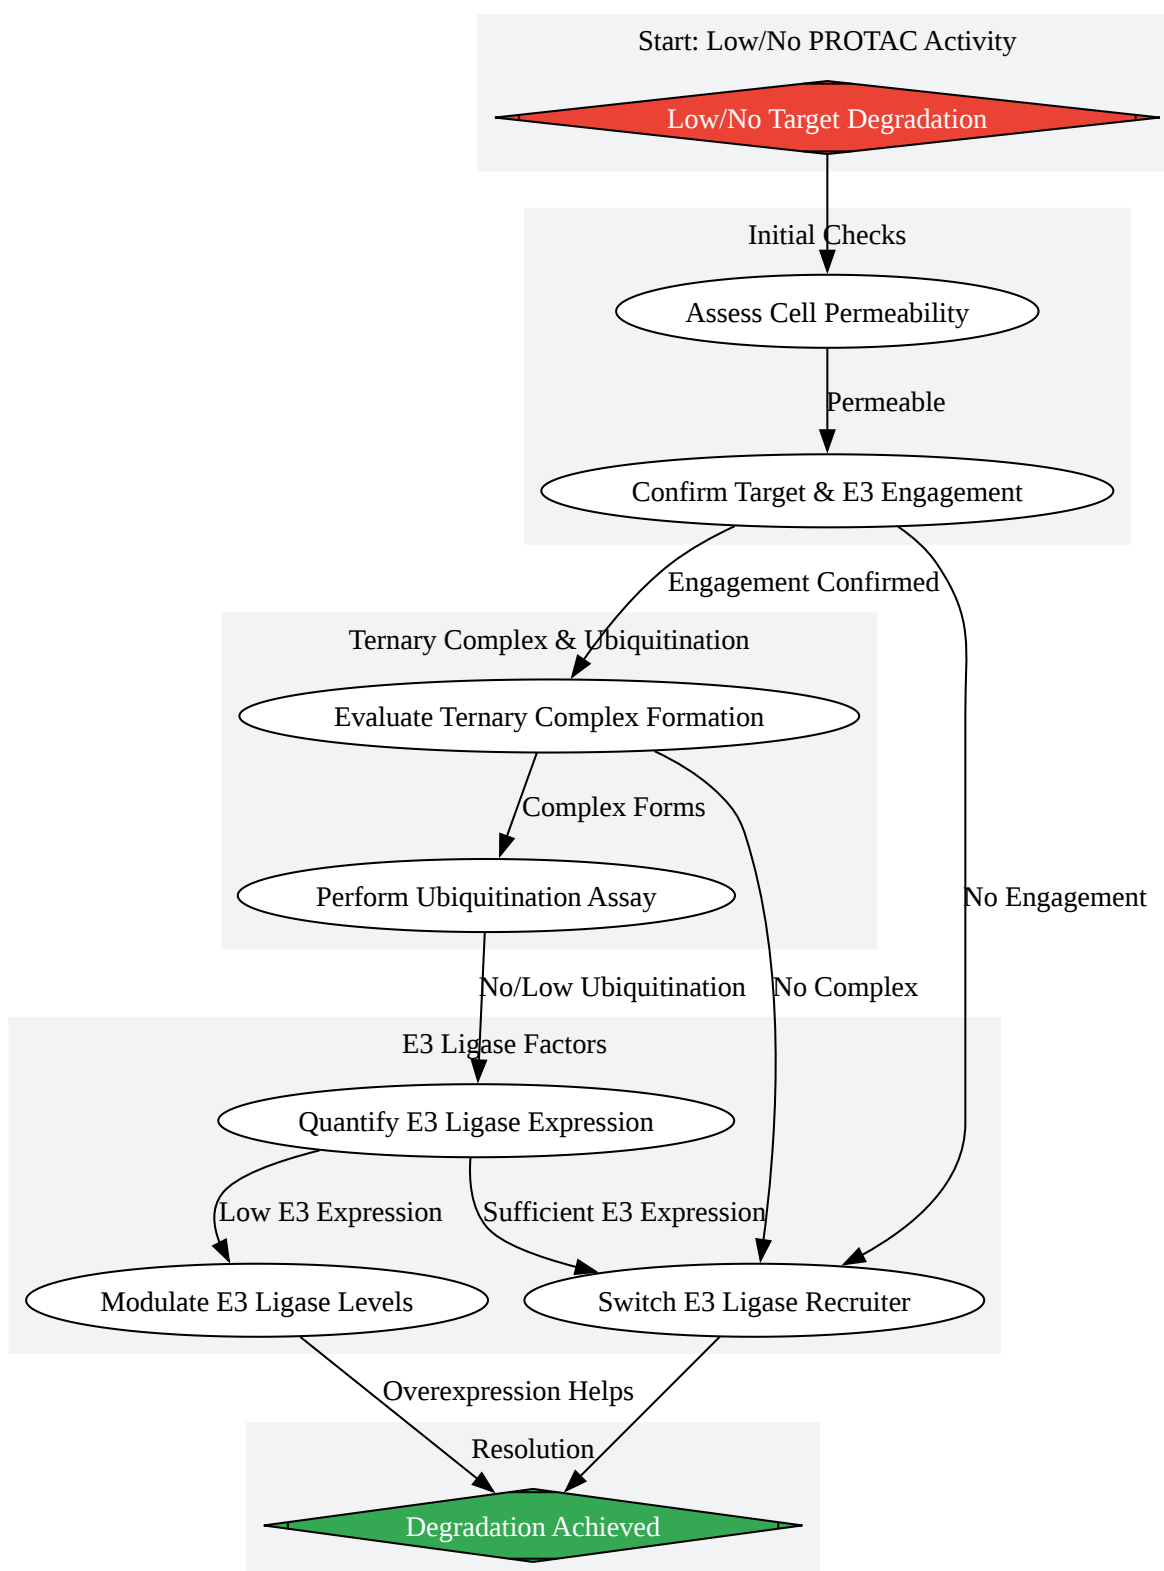 Start: Low/No PROTAC Activity
Low/No Target Degradation
Initial Checks
Assess Cell Permeability
Permeable
Confirm Target & E3 Engagement
Engagement Confirmed
Ternary Complex & Ubiquitination
Evaluate Ternary Complex Formation
Complex Forms
Perform Ubiquitination Assay
No Engagement
No/Low Ubiquitination
No Complex
E3 Ligase Factors
Quantify E3 Ligase Expression
Low E3 Expression
Sufficient E3 Expression
Modulate E3 Ligase Levels
Switch E3 Ligase Recruiter
Overexpression Helps
Resolution
Degradation Achieved